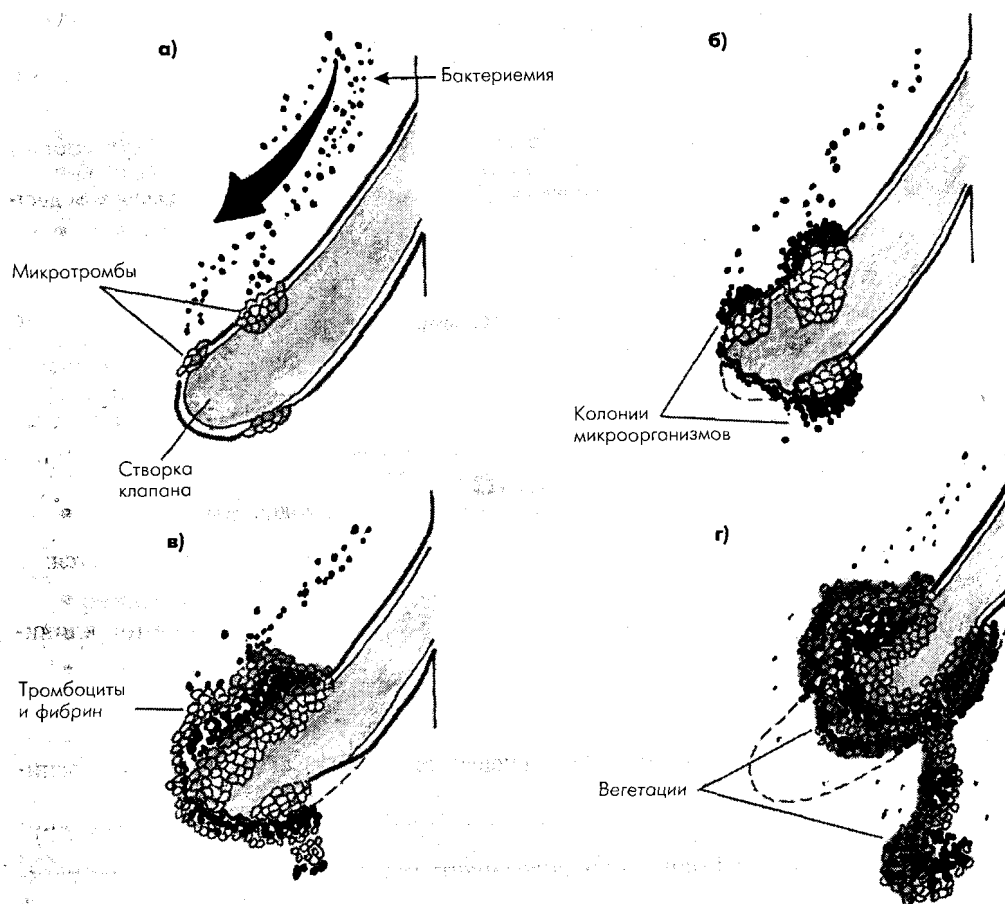 а)
Бактериемия
Микротромбы
Створка
клапана
б)
Колонии
микроорганизмов
в)
Тромбоциты
и фибрин
г)
Вегетации